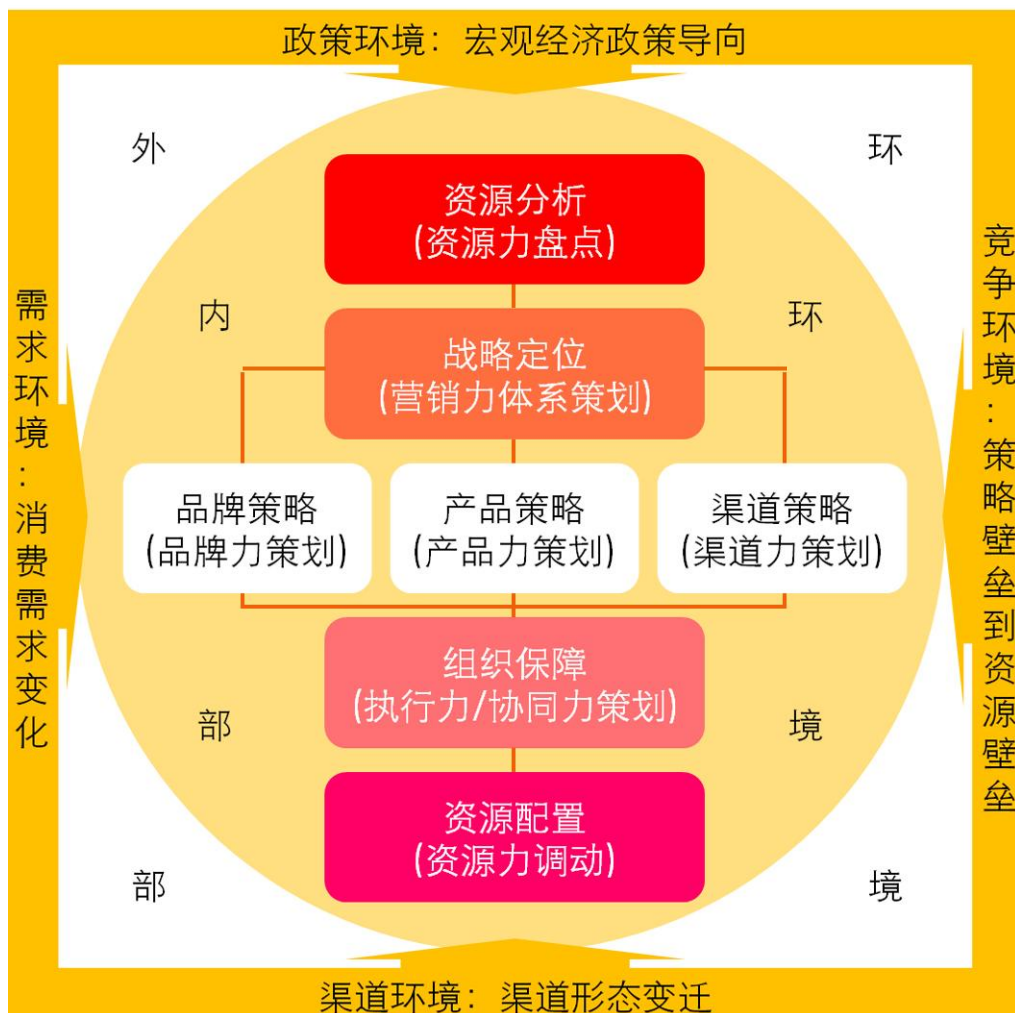 政策环境：宏观经济政策导向
外
环
资源分析
(资源力盘点)
内
环
战略定位
(营销力体系策划)
需求环境：消费需求变化
竞争环境：策略壁垒到资源壁垒
品牌策略
(品牌力策划)
产品策略
(产品力策划)
渠道策略
(渠道力策划)
组织保障
(执行力/协同力策划)
部
境
资源配置
(资源力调动)
部
境
渠道环境：渠道形态变迁